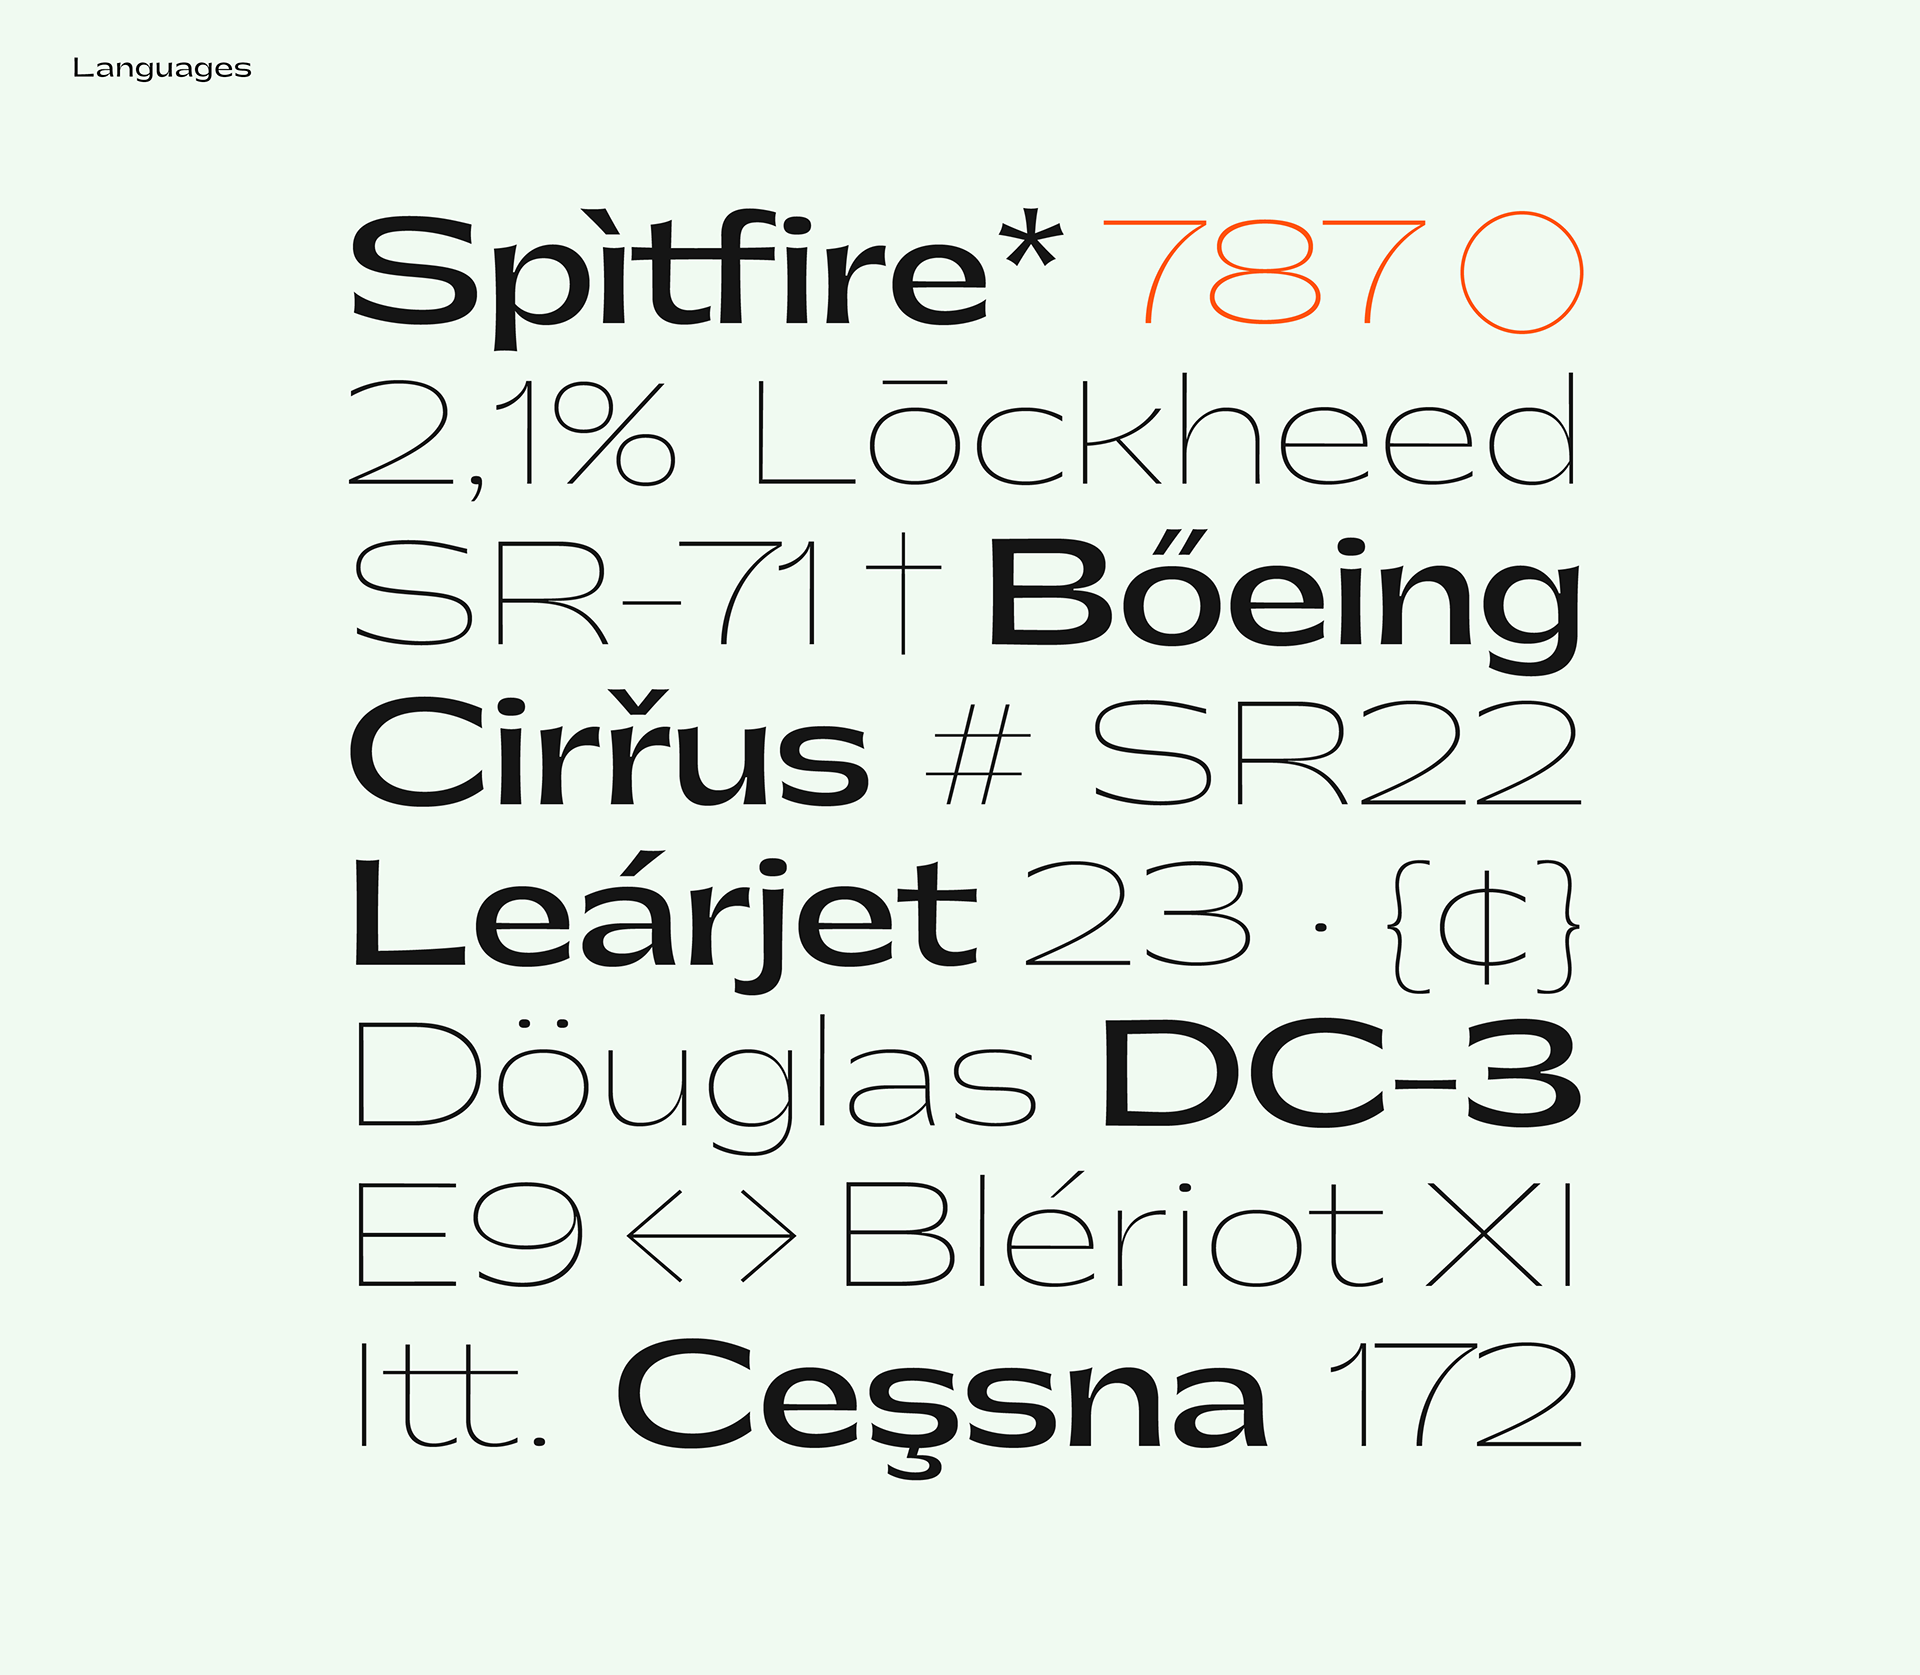 Languages
Spìtfire* 787 ○
2,1% Lōckheed
SR-71 † Bőeing
Cirřus # SR22
Leárjet 23 · {¢}
Döuglas DC-3
E9 ↔ Blériot XI
Itt. Ceşsna 172